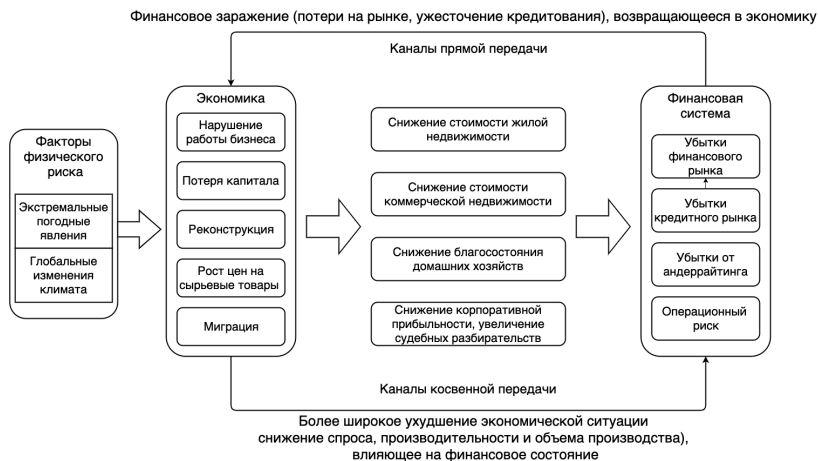 Финансовое заражение (потери на рынке, ужесточение кредитования), возвращающееся в экономику
Каналы прямой передачи
Факторы
физического
риска
Экстремальные
погодные
явления
Глобальные
изменения
климата
Экономика
Нарушение
работы бизнеса
Потеря капитала
Реконструкция
Рост цен на
сырьевые товары
Миграция
Снижение стоимости жилой
недвижимости
Снижение стоимости
коммерческой недвижимости
Снижение благосостояния
домашних хозяйств
Снижение корпоративной
прибыльности, увеличение
судебных разбирательств
Финансовая
система
Убытки
финансового
рынка
Убытки
кредитного рынка
Убытки от
андеррайтинга
Операционный
риск
Каналы косвенной передачи
Более широкое ухудшение экономической ситуации
снижение спроса, производительности и объема производства),
влияющее на финансовое состояние